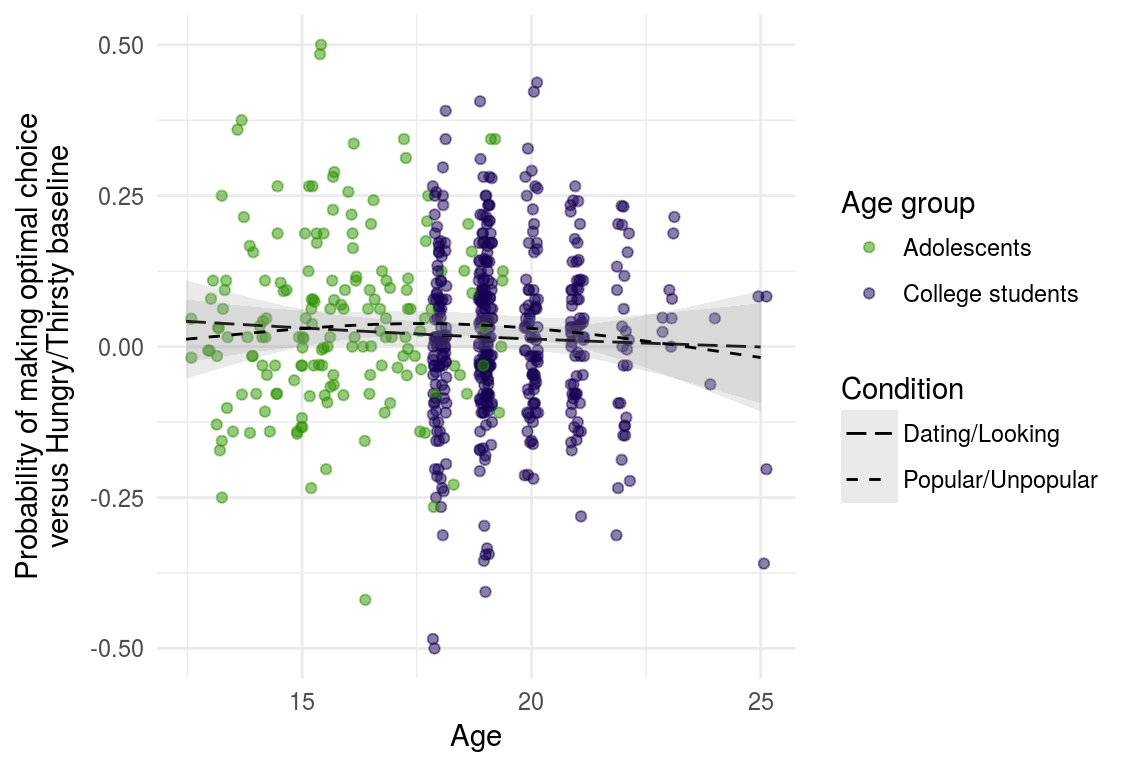 Probability of making optimal choice
versus Hungry/Thirsty baseline
0.50
0.25
0.00
-0.25
-0.50
15
20
25
Age
Age group
Adolescents
College students
Condition
Dating/Looking
Popular/Unpopular